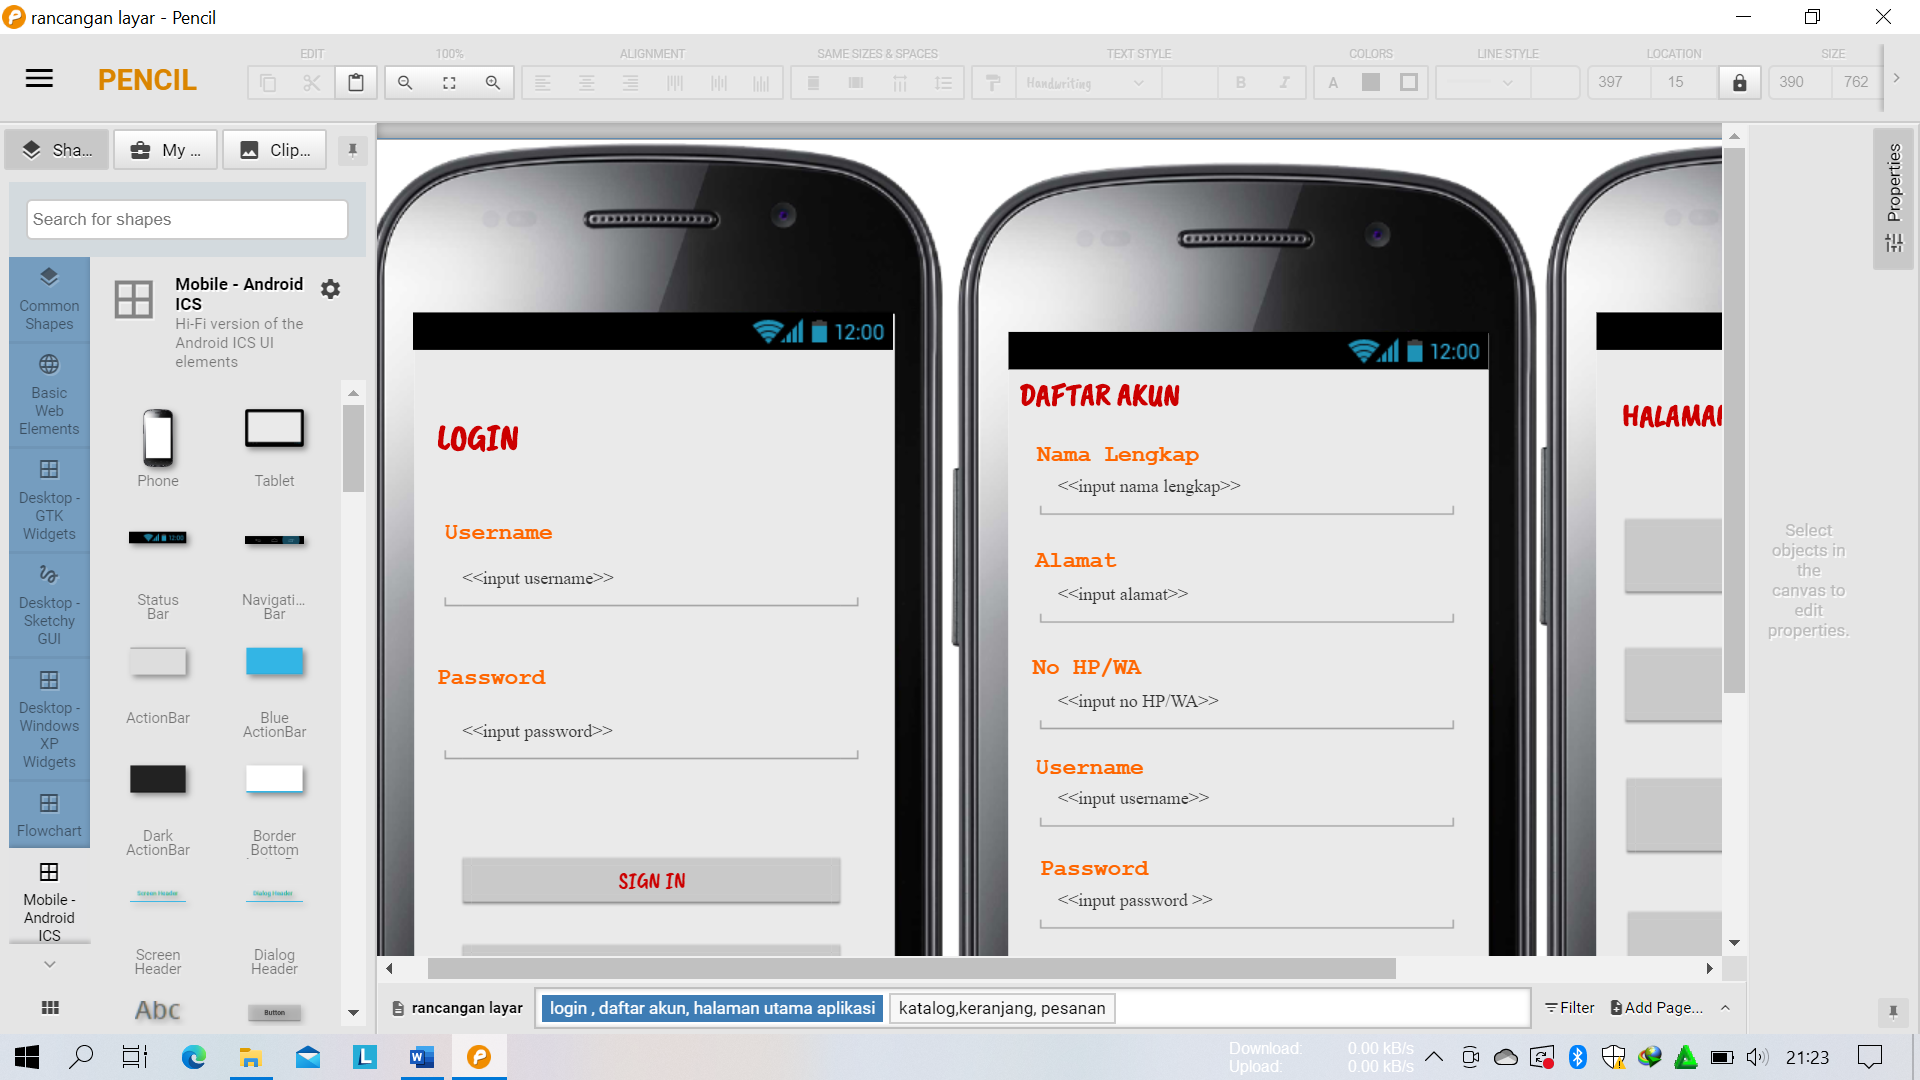 rancangan layar - Pencil
EDIT
100%
ALIGNMENT
SAME SIZES & SPACES
TEXT STYLE
COLORS
LINE STYLE
LOCATION
SIZE
PENCIL
Handwriting
B
I
A
397
15
390
762
Sha...
My ...
Clip...
Search for shapes
Properties
Common
Shapes
Basic
Web
Elements
Desktop -
GTK
Widgets
Desktop -
Sketchy
GUI
Desktop -
Windows
XP
Widgets
Flowchart
Mobile -
Android
ICS
Mobile - Android
ICS
Hi-Fi version of the
Android ICS UI
elements
Phone
Tablet
12:00
Status
Bar
Navigati...
Bar
ActionBar
Blue
ActionBar
Dark
ActionBar
Border
Bottom
Screen Header
Dialog Header
Screen
Header
Dialog
Header
Abc
Button
12:00
LOGIN
Username
<<input username>>
Password
<<input password>>
SIGN IN
12:00
DAFTAR AKUN
Nama Lengkap
<<input nama lengkap>>
Alamat
<<input alamat>>
No HP/WA
<<input no HP/WA>>
Username
<<input username>>
Password
<<input password >>
HALAMAN
Select
objects in
the
canvas to
edit
properties.
rancangan layar
login , daftar akun, halaman utama aplikasi
katalog,keranjang, pesanan
Filter
Add Page...
Download: 0.00 kB/s
Upload: 0.00 kB/s
21:23